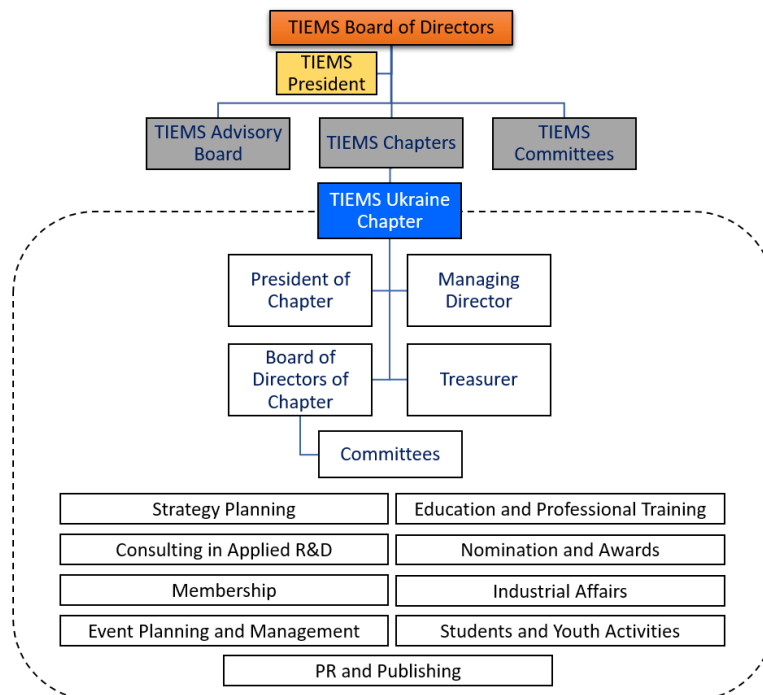 TIEMS Board of Directors
TIEMS
President
TIEMS Advisory
Board
TIEMS Chapters
TIEMS
Committees
TIEMS Ukraine
Chapter
President of
Chapter
Managing
Director
Board of
Directors of
Chapter
Treasurer
Committees
Strategy Planning
Education and Professional Training
Consulting in Applied R&D
Nomination and Awards
Membership
Industrial Affairs
Event Planning and Management
Students and Youth Activities
PR and Publishing